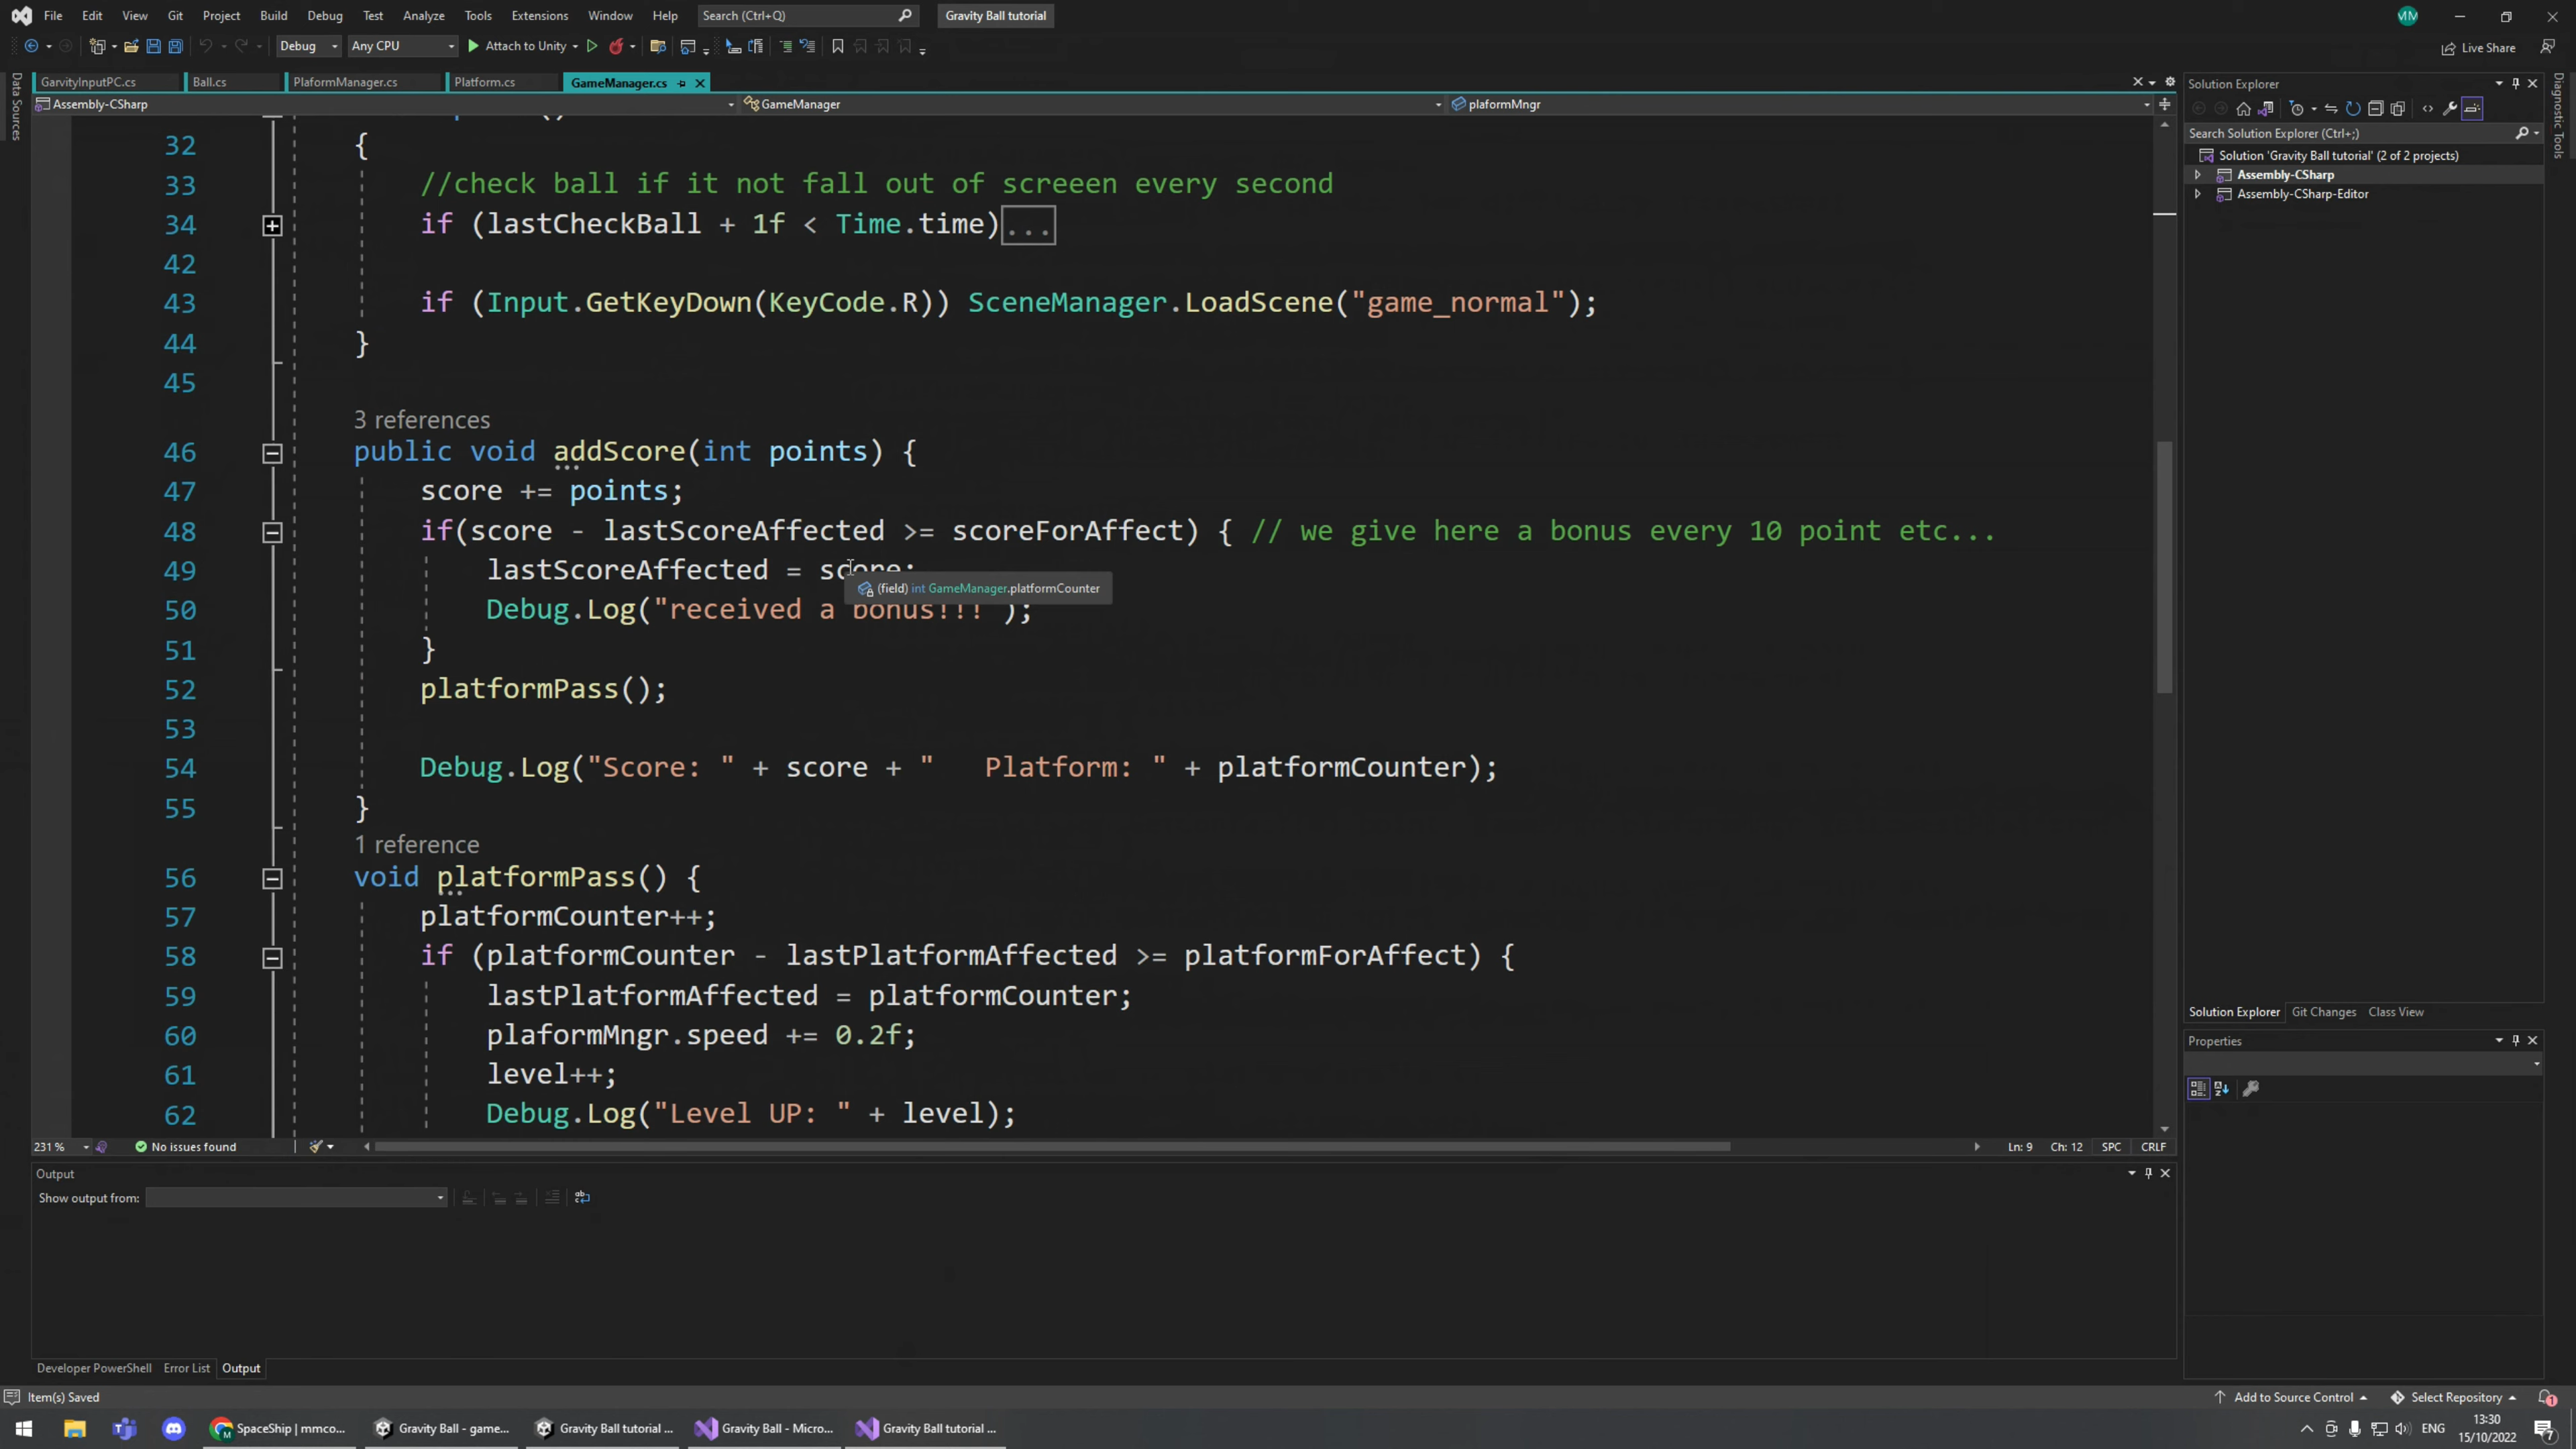 File Edit View Git Project Build Debug Test Analyze Tools Extensions Window Help Search (Ctrl+Q) Gravity Ball tutorial MM
Debug Any CPU Attach to Unity Live Share
GarvityInputPC.cs Ball.cs PlaformManager.cs Platform.cs GameManager.cs
Assembly-CSharp GameManager plaformMngr
Data Sources
32 {
33 //check ball if it not fall out of screeen every second
34 if (lastCheckBall + 1f < Time.time)...
42
43 if (Input.GetKeyDown(KeyCode.R)) SceneManager.LoadScene("game_normal");
44 }
45
3 references
46 public void addScore(int points) {
47 score += points;
48 if(score - lastScoreAffected >= scoreForAffect) { // we give here a bonus every 10 point etc...
49 lastScoreAffected = score;
(field) int GameManager.platformCounter
50 Debug.Log("received a bonus!!! );
51 }
52 platformPass();
53
54 Debug.Log("Score: " + score + "   Platform: " + platformCounter);
55 }
1 reference
56 void platformPass() {
57 platformCounter++;
58 if (platformCounter - lastPlatformAffected >= platformForAffect) {
59 lastPlatformAffected = platformCounter;
60 plaformMngr.speed += 0.2f;
61 level++;
62 Debug.Log("Level UP: " + level);
231 % No issues found Ln: 9 Ch: 12 SPC CRLF
Output
Show output from:
Developer PowerShell Error List Output
Solution Explorer
Search Solution Explorer (Ctrl+;)
Solution 'Gravity Ball tutorial' (2 of 2 projects)
Assembly-CSharp
Assembly-CSharp-Editor
Solution Explorer Git Changes Class View
Properties
Diagnostic Tools
Item(s) Saved Add to Source Control Select Repository 1
SpaceShip | mmco... Gravity Ball - game... Gravity Ball tutorial ... Gravity Ball - Micro... Gravity Ball tutorial ... ENG 13:30
15/10/2022 7